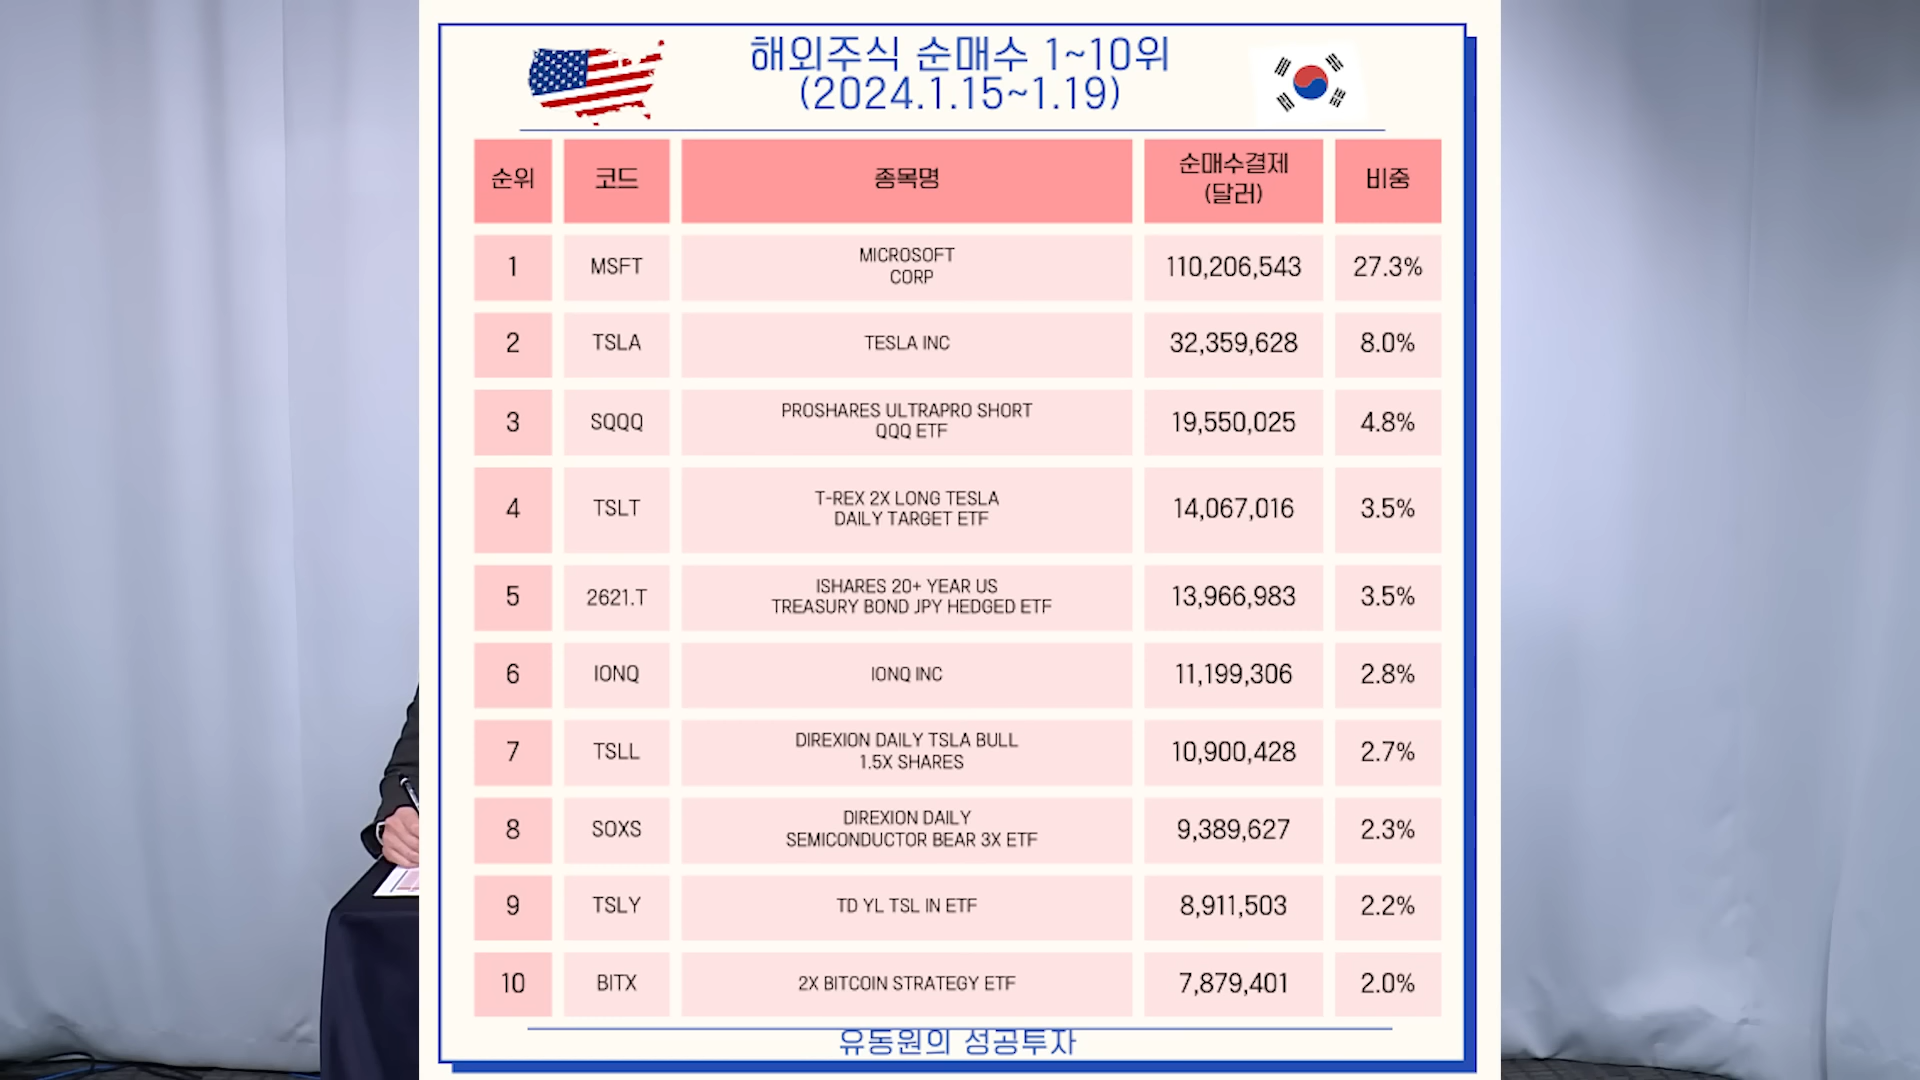 해외주식 순매수 1~10위
(2024.1.15~1.19)
순위 코드 종목명 순매수결제 (달러) 비중
1 MSFT MICROSOFT CORP 110,206,543 27.3%
2 TSLA TESLA INC 32,359,628 8.0%
3 SQQQ PROSHARES ULTRAPRO SHORT QQQ ETF 19,550,025 4.8%
4 TSLT T-REX 2X LONG TESLA DAILY TARGET ETF 14,067,016 3.5%
5 2621.T ISHARES 20+ YEAR US TREASURY BOND JPY HEDGED ETF 13,966,983 3.5%
6 IONQ IONQ INC 11,199,306 2.8%
7 TSLL DIREXION DAILY TSLA BULL 1.5X SHARES 10,900,428 2.7%
8 SOXS DIREXION DAILY SEMICONDUCTOR BEAR 3X ETF 9,389,627 2.3%
9 TSLY TD YL TSL IN ETF 8,911,503 2.2%
10 BITX 2X BITCOIN STRATEGY ETF 7,879,401 2.0%
유동원의 성공투자